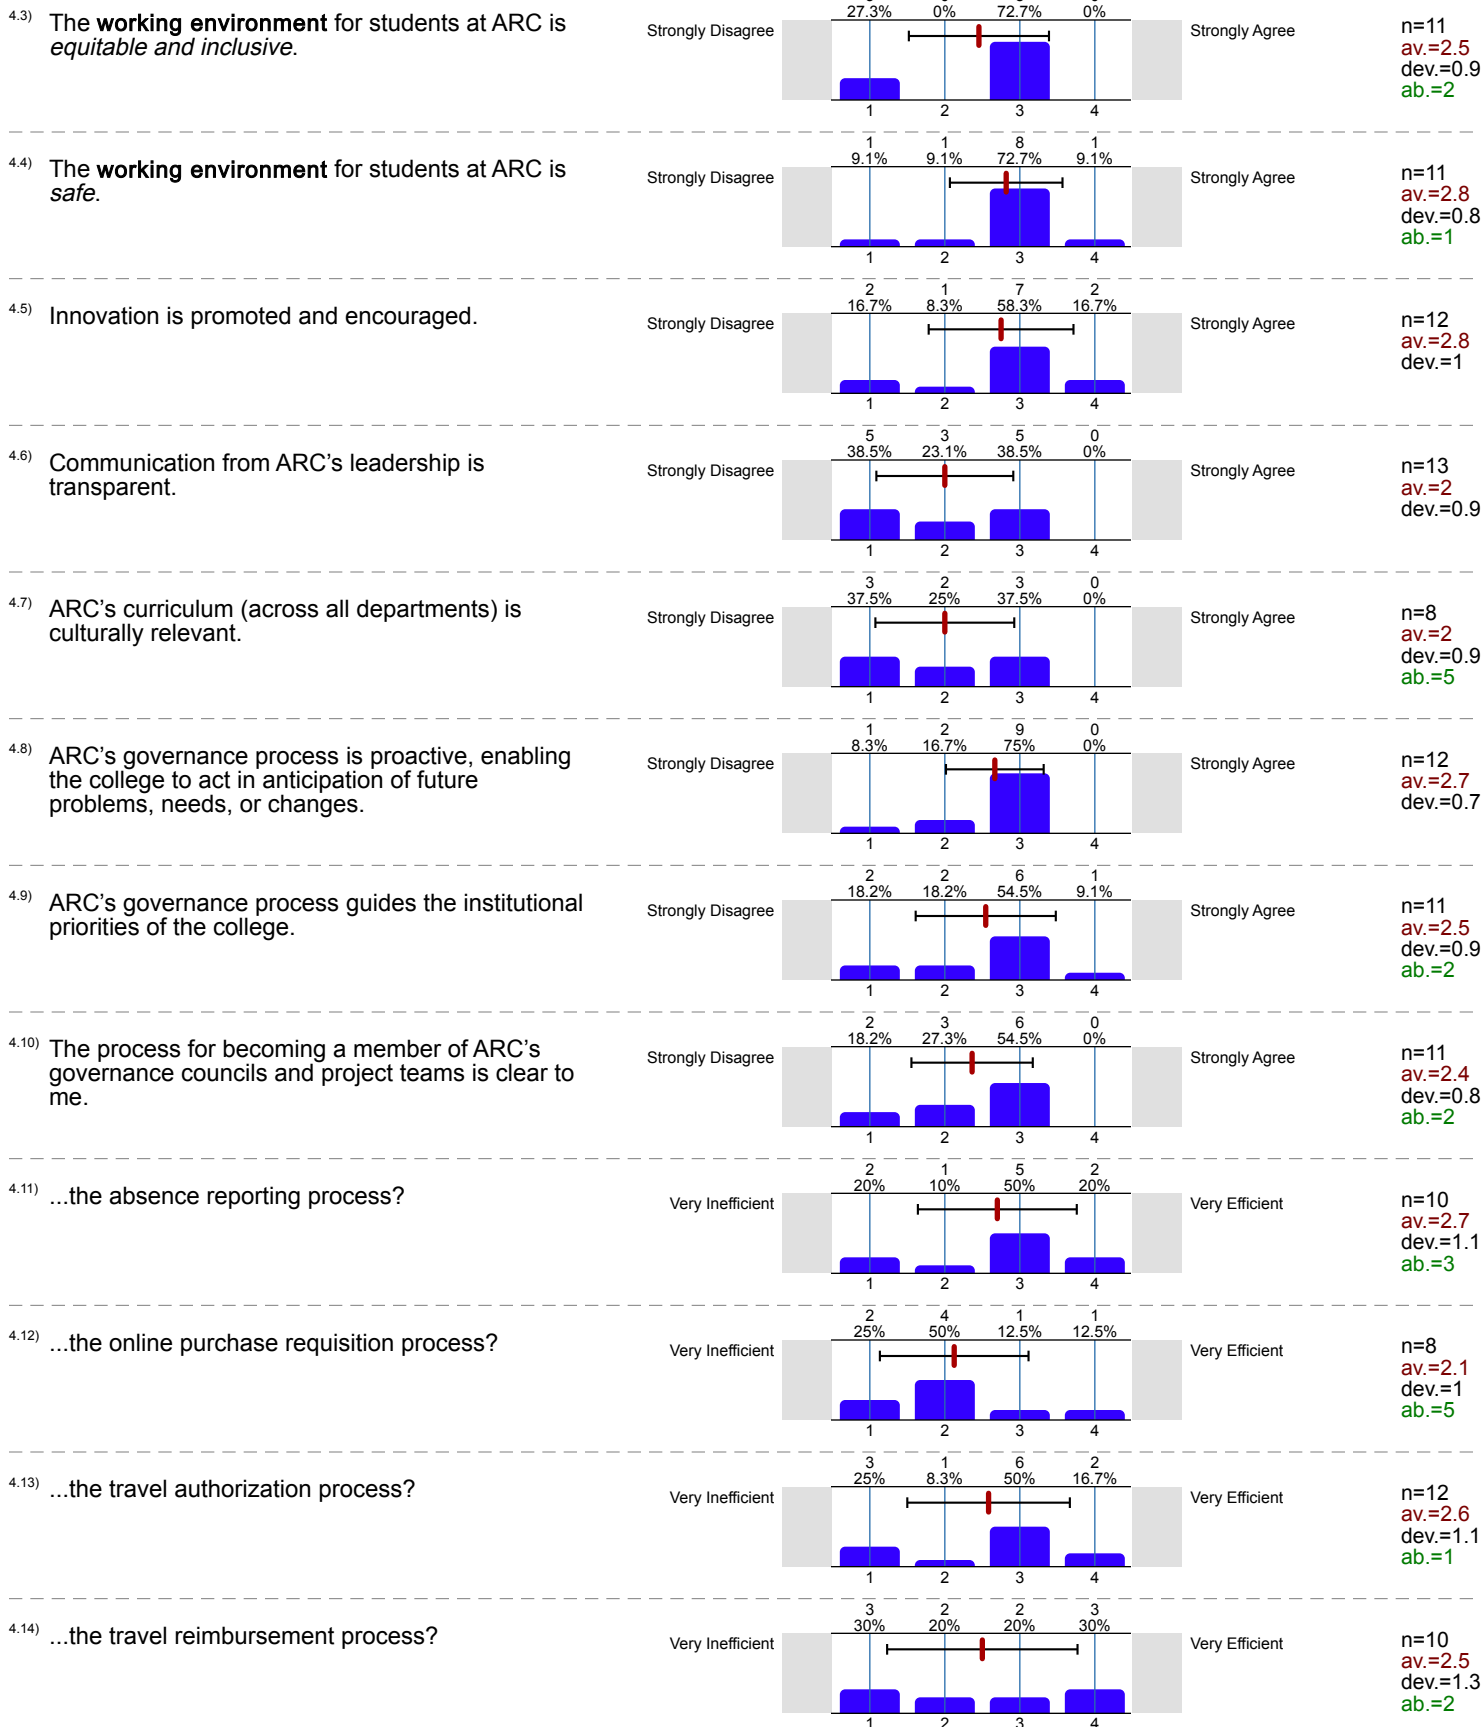 4.3) The working environment for students at ARC is
equitable and inclusive.
27.3% 0% 72.7% 0%
Strongly Disagree Strongly Agree
1 2 3 4
n=11
av.=2.5
dev.=0.9
ab.=2
4.4) The working environment for students at ARC is
safe.
1 1 8 1
9.1% 9.1% 72.7% 9.1%
Strongly Disagree Strongly Agree
1 2 3 4
n=11
av.=2.8
dev.=0.8
ab.=1
4.5) Innovation is promoted and encouraged.
2 1 7 2
16.7% 8.3% 58.3% 16.7%
Strongly Disagree Strongly Agree
1 2 3 4
n=12
av.=2.8
dev.=1
4.6) Communication from ARC's leadership is
transparent.
5 3 5 0
38.5% 23.1% 38.5% 0%
Strongly Disagree Strongly Agree
1 2 3 4
n=13
av.=2
dev.=0.9
4.7) ARC's curriculum (across all departments) is
culturally relevant.
3 2 3 0
37.5% 25% 37.5% 0%
Strongly Disagree Strongly Agree
1 2 3 4
n=8
av.=2
dev.=0.9
ab.=5
4.8) ARC's governance process is proactive, enabling
the college to act in anticipation of future
problems, needs, or changes.
1 2 9 0
8.3% 16.7% 75% 0%
Strongly Disagree Strongly Agree
1 2 3 4
n=12
av.=2.7
dev.=0.7
4.9) ARC's governance process guides the institutional
priorities of the college.
2 2 6 1
18.2% 18.2% 54.5% 9.1%
Strongly Disagree Strongly Agree
1 2 3 4
n=11
av.=2.5
dev.=0.9
ab.=2
4.10) The process for becoming a member of ARC's
governance councils and project teams is clear to
me.
2 3 6 0
18.2% 27.3% 54.5% 0%
Strongly Disagree Strongly Agree
1 2 3 4
n=11
av.=2.4
dev.=0.8
ab.=2
4.11) ...the absence reporting process?
2 1 5 2
20% 10% 50% 20%
Very Inefficient Very Efficient
1 2 3 4
n=10
av.=2.7
dev.=1.1
ab.=3
4.12) ...the online purchase requisition process?
2 4 1 1
25% 50% 12.5% 12.5%
Very Inefficient Very Efficient
1 2 3 4
n=8
av.=2.1
dev.=1
ab.=5
4.13) ...the travel authorization process?
3 1 6 2
25% 8.3% 50% 16.7%
Very Inefficient Very Efficient
1 2 3 4
n=12
av.=2.6
dev.=1.1
ab.=1
4.14) ...the travel reimbursement process?
3 2 2 3
30% 20% 20% 30%
Very Inefficient Very Efficient
1 2 3 4
n=10
av.=2.5
dev.=1.3
ab.=2